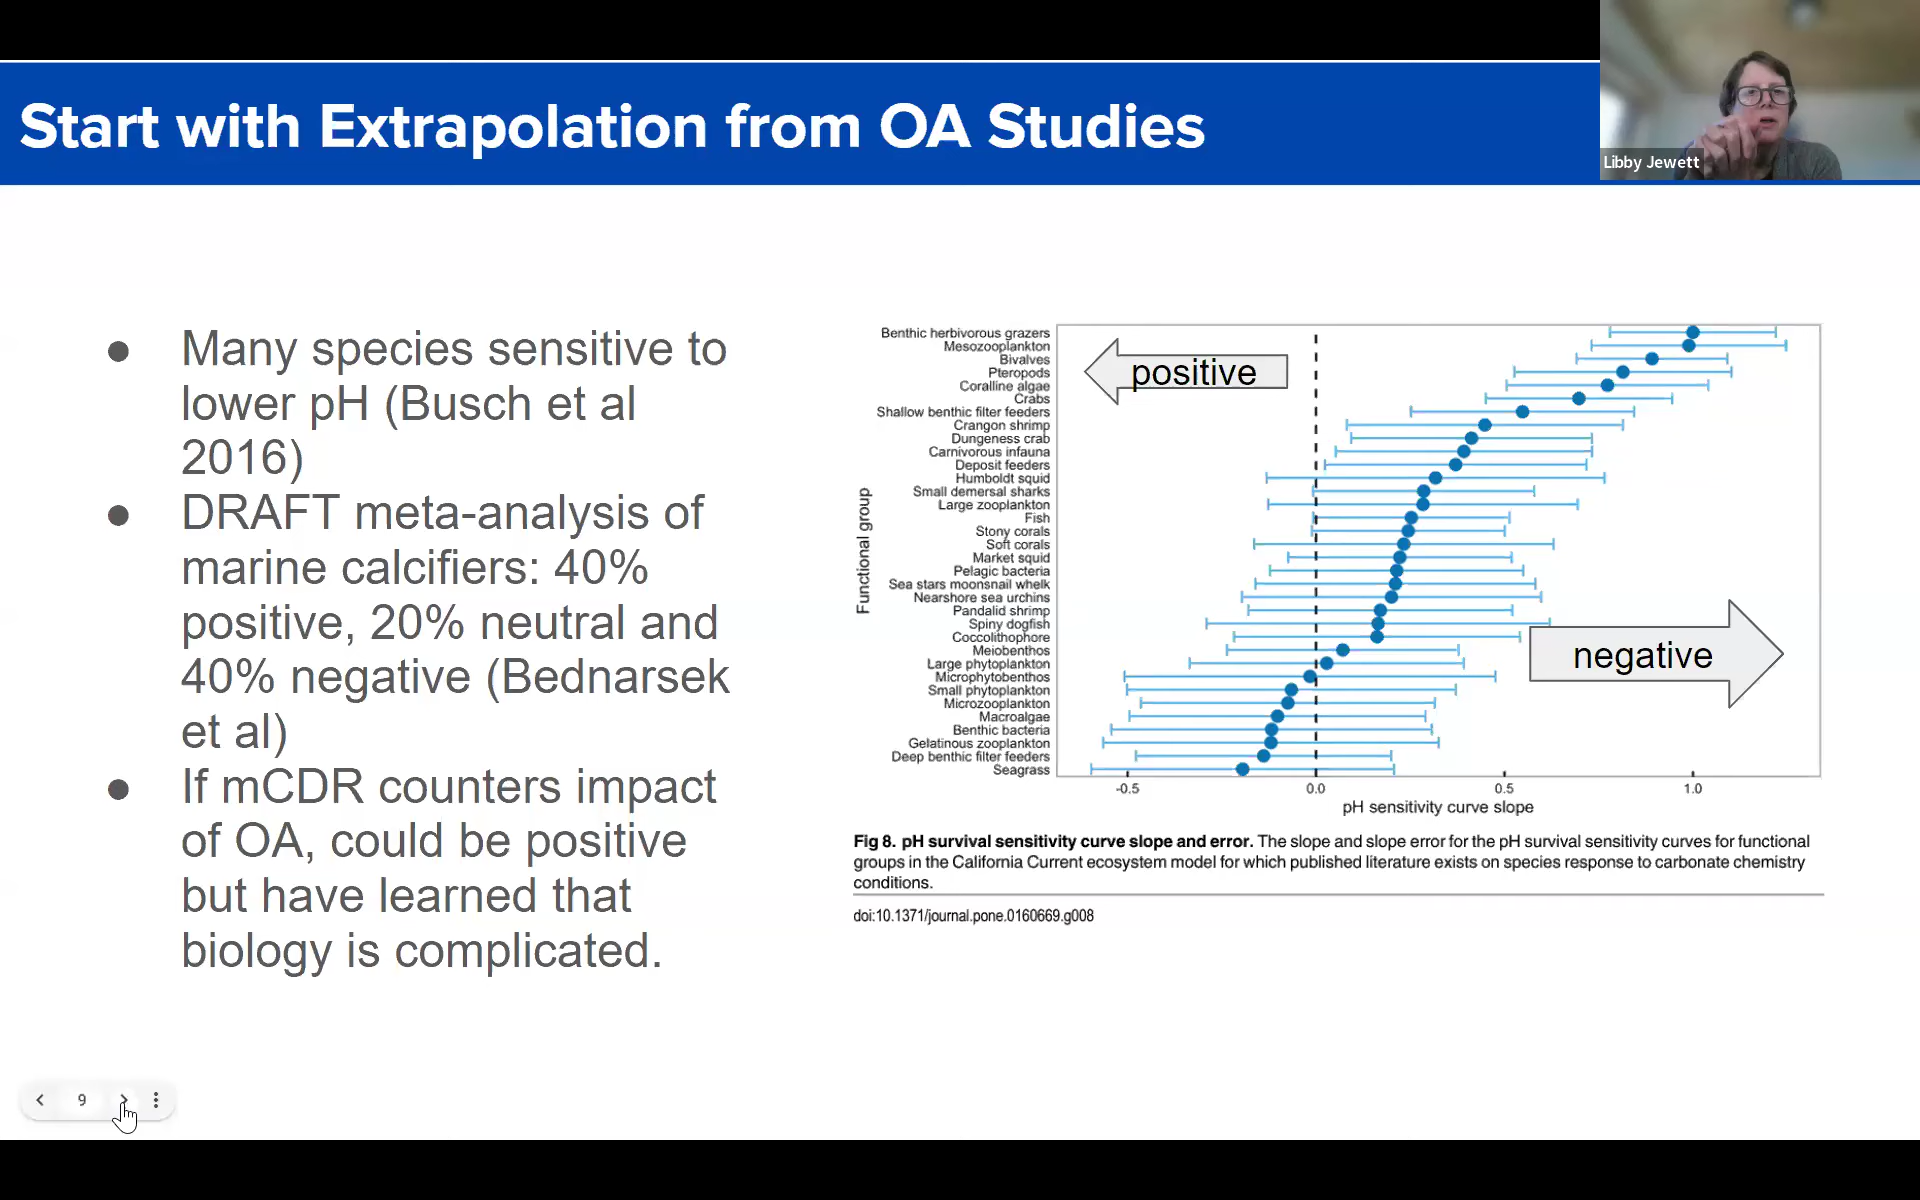 Start with Extrapolation from OA Studies
Libby Jewett
● Many species sensitive to
lower pH (Busch et al
2016)
● DRAFT meta-analysis of
marine calcifiers: 40%
positive, 20% neutral and
40% negative (Bednarsek
et al)
● If mCDR counters impact
of OA, could be positive
but have learned that
biology is complicated.
Functional group
Benthic herbivorous grazers
Mesozooplankton
Bivalves
Pteropods
Coralline algae
Crabs
Shallow benthic filter feeders
Crangon shrimp
Dungeness crab
Carnivorous infauna
Deposit feeders
Humboldt squid
Small demersal sharks
Large zooplankton
Fish
Stony corals
Soft corals
Market squid
Pelagic bacteria
Sea stars moonsnail whelk
Nearshore sea urchins
Pandalid shrimp
Spiny dogfish
Coccolithophore
Meiobenthos
Large phytoplankton
Microphytobenthos
Small phytoplankton
Microzooplankton
Macroalgae
Benthic bacteria
Gelatinous zooplankton
Deep benthic filter feeders
Seagrass
positive
negative
-0.5 0.0 0.5 1.0
pH sensitivity curve slope
Fig 8. pH survival sensitivity curve slope and error. The slope and slope error for the pH survival sensitivity curves for functional
groups in the California Current ecosystem model for which published literature exists on species response to carbonate chemistry
conditions.
doi:10.1371/journal.pone.0160669.g008
9